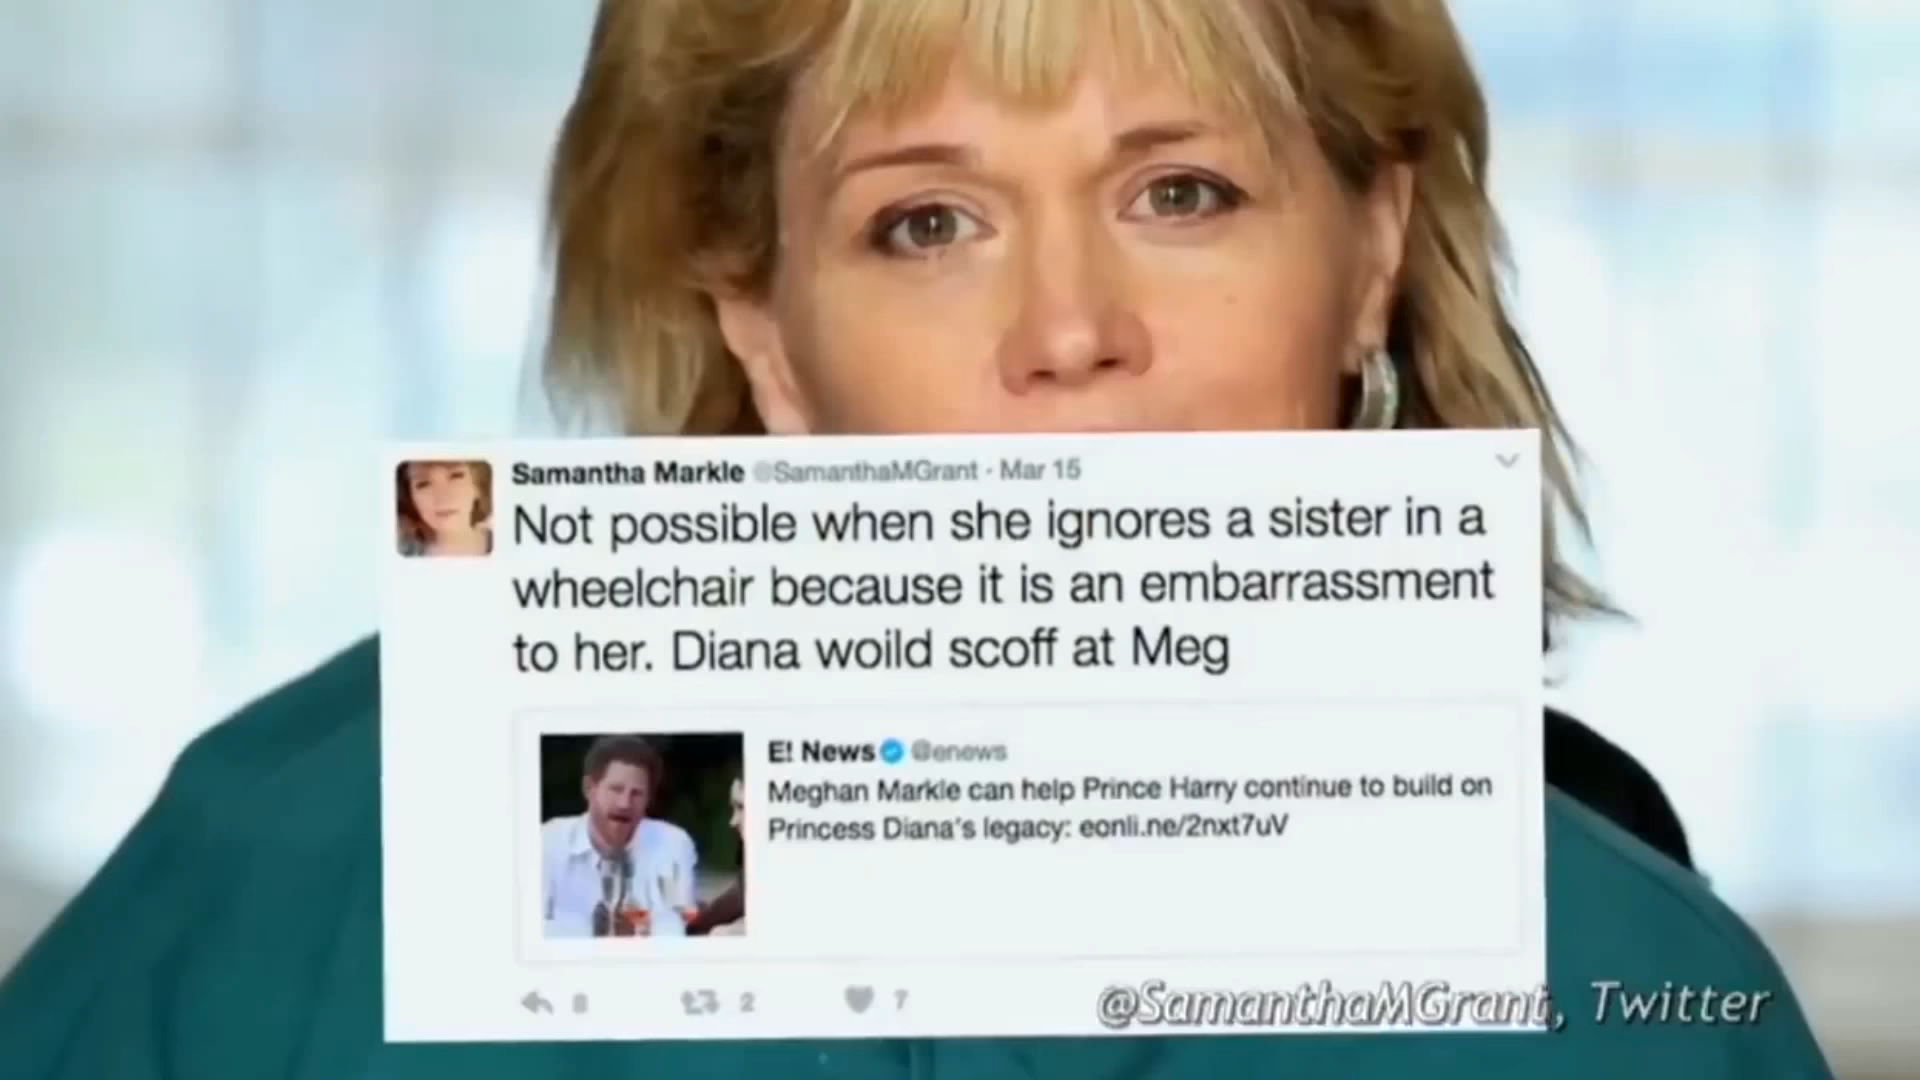 Samantha Markle @SamanthaMGrant · Mar 15
Not possible when she ignores a sister in a
wheelchair because it is an embarrassment
to her. Diana woild scoff at Meg
E! News @enews
Meghan Markle can help Prince Harry continue to build on
Princess Diana's legacy: eonli.ne/2nxt7uV
8 2 7
@SamanthaMGrant, Twitter